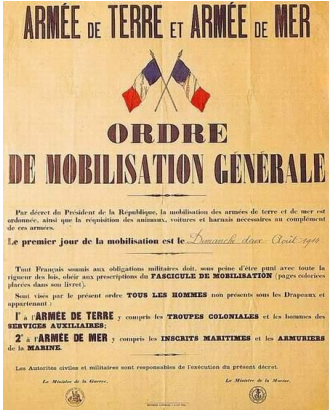 ARMÉE DE TERRE ET ARMÉE DE MER
ORDRE
DE MOBILISATION GÉNÉRALE
Par décret du Président de la République, la mobilisation des armées de terre et de mer est
ordonnée, ainsi que la réquisition des animaux, voitures et harnais nécessaires au complément
de ces armées.
Le premier jour de la mobilisation est le Dimanche deux Août
Tout Français soumis aux obligations militaires doit, sous peine d'être puni avec toute la
rigueur des lois, obéir aux prescriptions du FASCICULE DE MOBILISATION (pages coloriées
placées dans son livret).
Sont visés par le présent ordre TOUS LES HOMMES non présents sous les Drapeaux et
appartenant :
1° à l'ARMÉE DE TERRE y compris les TROUPES COLONIALES et les hommes des
SERVICES AUXILIAIRES;
2° à l'ARMÉE DE MER y compris les INSCRITS MARITIMES et les ARMURIERS
de la MARINE.
Les Autorités civiles et militaires sont responsables de l'exécution du présent décret.
Le Ministre de la Guerre, Le Ministre de la Marine,